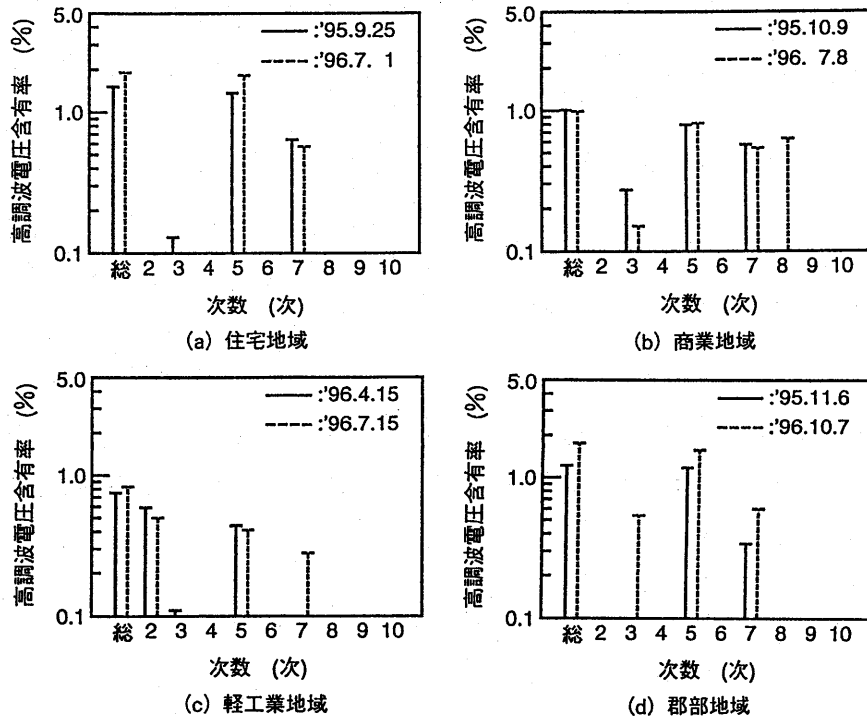 高調波電圧含有率 (%)
5.0
1.0
0.1
:'95.9.25
:'96.7. 1
総 2 3 4 5 6 7 8 9 10
次数 (次)
(a) 住宅地域
高調波電圧含有率 (%)
5.0
1.0
0.1
:'95.10.9
:'96. 7.8
総 2 3 4 5 6 7 8 9 10
次数 (次)
(b) 商業地域
高調波電圧含有率 (%)
5.0
1.0
0.1
:'96.4.15
:'96.7.15
総 2 3 4 5 6 7 8 9 10
次数 (次)
(c) 軽工業地域
高調波電圧含有率 (%)
5.0
1.0
0.1
:'95.11.6
:'96.10.7
総 2 3 4 5 6 7 8 9 10
次数 (次)
(d) 郡部地域